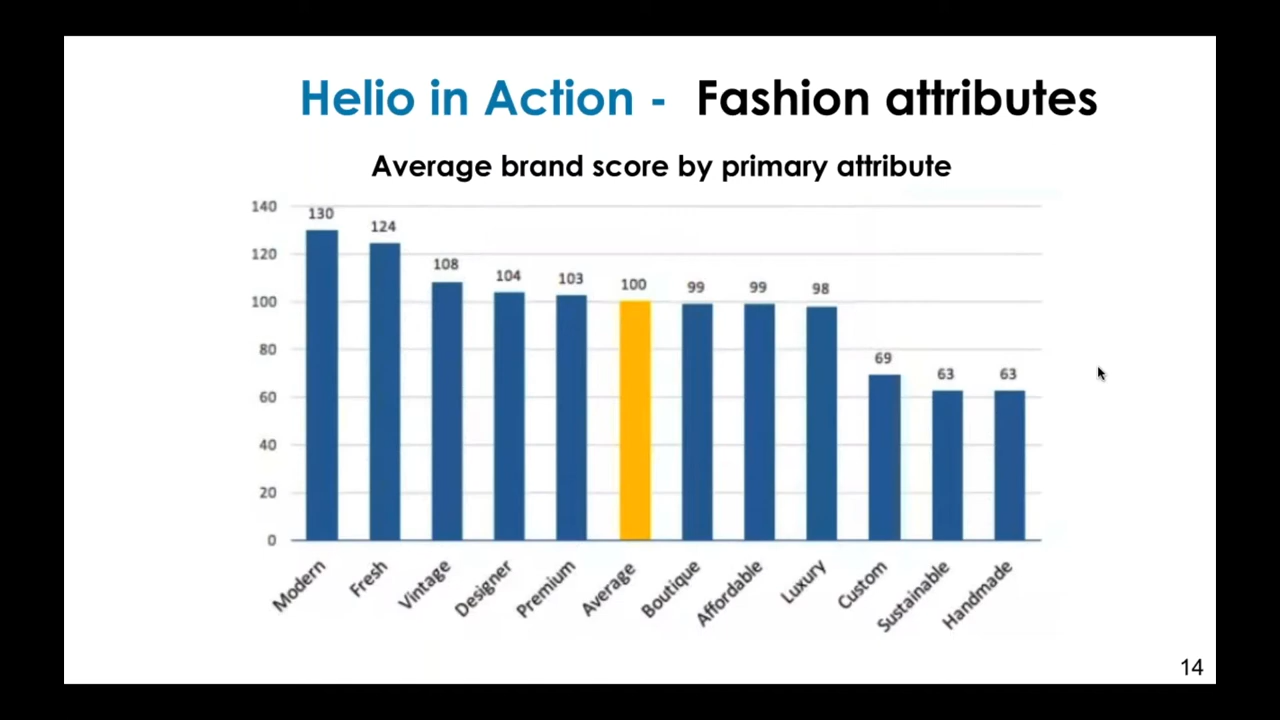 Helio in Action - Fashion attributes
Average brand score by primary attribute
140
120
100
80
60
40
20
0
130
124
108
104
103
100
99
99
98
69
63
63
Modern
Fresh
Vintage
Designer
Premium
Average
Boutique
Affordable
Luxury
Custom
Sustainable
Handmade
14